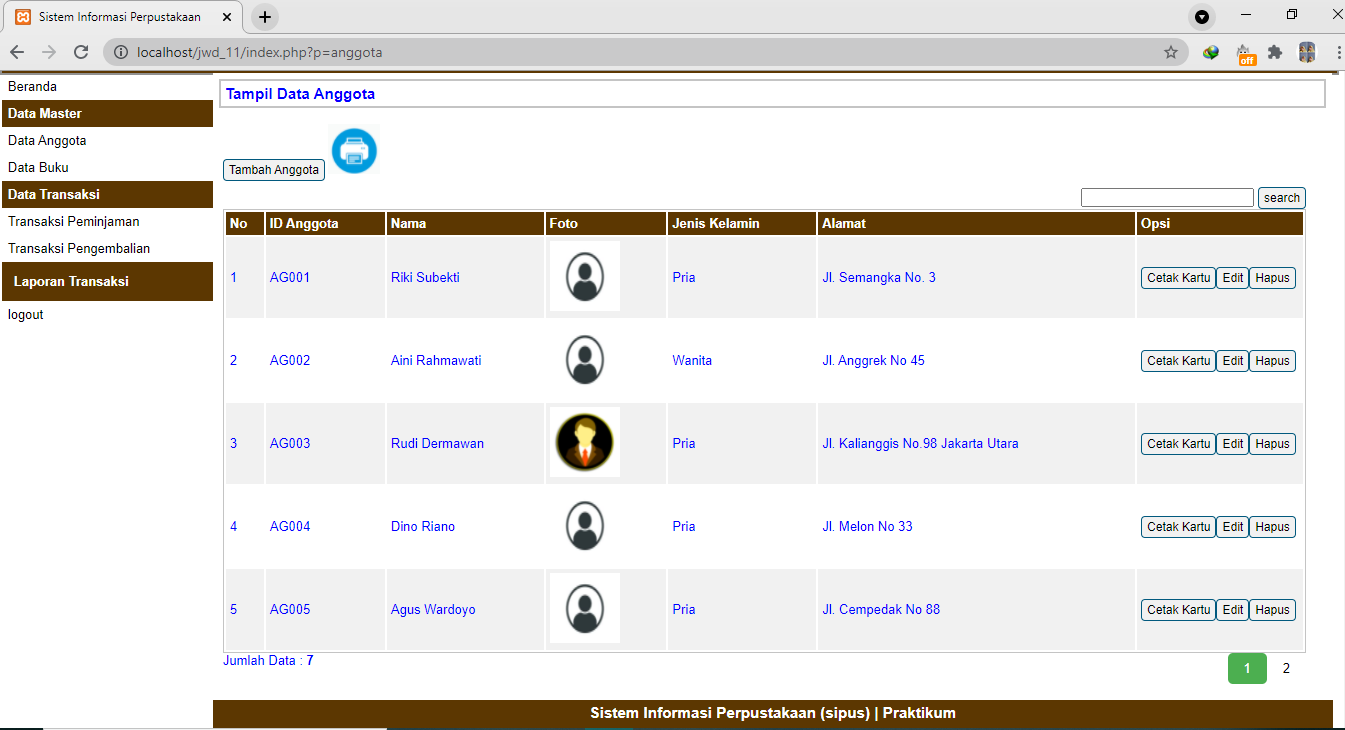 Sistem Informasi Perpustakaan
localhost/jwd_11/index.php?p=anggota
off
Beranda
Data Master
Data Anggota
Data Buku
Data Transaksi
Transaksi Peminjaman
Transaksi Pengembalian
Laporan Transaksi
logout
Tampil Data Anggota
Tambah Anggota
search
No ID Anggota Nama Foto Jenis Kelamin Alamat Opsi
1 AG001 Riki Subekti Pria Jl. Semangka No. 3 Cetak Kartu Edit Hapus
2 AG002 Aini Rahmawati Wanita Jl. Anggrek No 45 Cetak Kartu Edit Hapus
3 AG003 Rudi Dermawan Pria Jl. Kalianggis No.98 Jakarta Utara Cetak Kartu Edit Hapus
4 AG004 Dino Riano Pria Jl. Melon No 33 Cetak Kartu Edit Hapus
5 AG005 Agus Wardoyo Pria Jl. Cempedak No 88 Cetak Kartu Edit Hapus
Jumlah Data : 7
1 2
Sistem Informasi Perpustakaan (sipus) | Praktikum